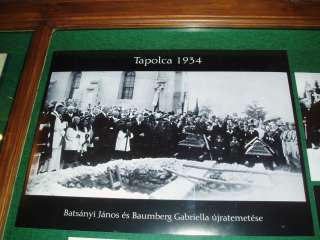 Tapolca 1934
Batsányi János és Baumberg Gabriella újratemetése